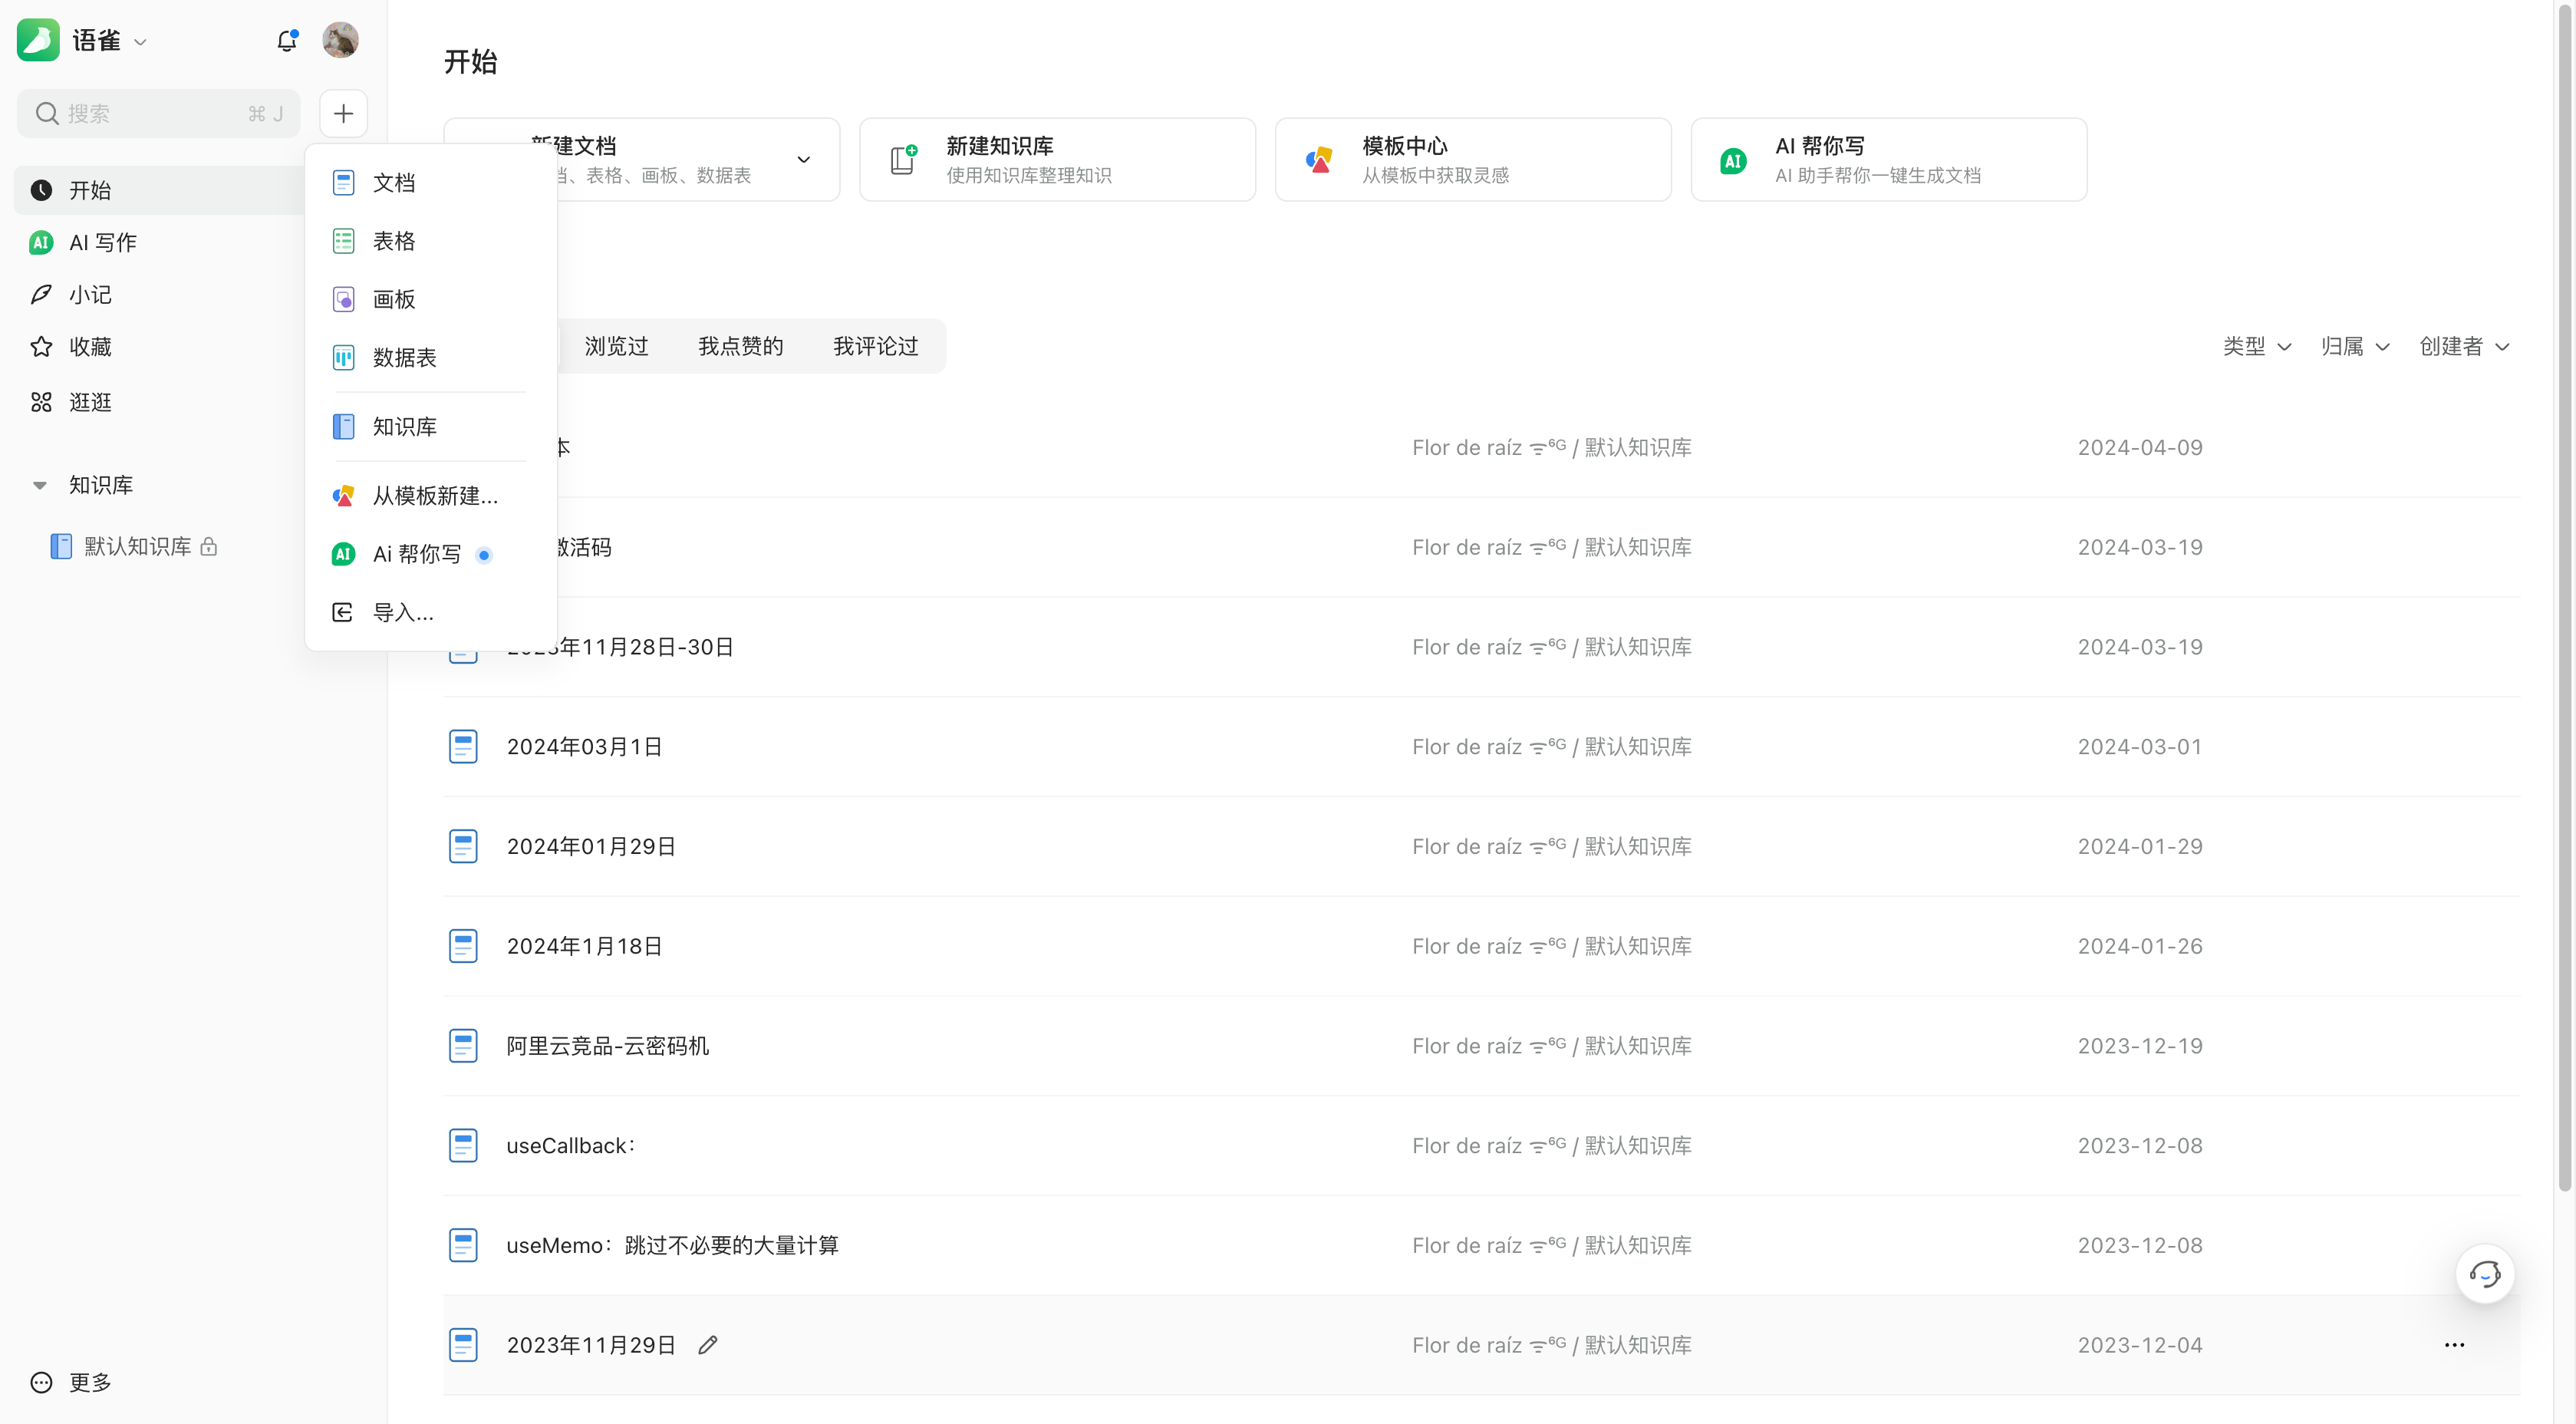 语雀
搜索 ⌘ J
开始
AI 写作
小记
收藏
逛逛
知识库
默认知识库
更多
文档
表格
画板
数据表
知识库
从模板新建...
Ai 帮你写
导入...
开始
建文档
、表格、画板、数据表
新建知识库
使用知识库整理知识
模板中心
从模板中获取灵感
AI 帮你写
AI 助手帮你一键生成文档
浏览过 我点赞的 我评论过
类型 归属 创建者
本 Flor de raíz ⁶ᴳ / 默认知识库 2024-04-09
激活码 Flor de raíz ⁶ᴳ / 默认知识库 2024-03-19
年11月28日-30日 Flor de raíz ⁶ᴳ / 默认知识库 2024-03-19
2024年03月1日 Flor de raíz ⁶ᴳ / 默认知识库 2024-03-01
2024年01月29日 Flor de raíz ⁶ᴳ / 默认知识库 2024-01-29
2024年1月18日 Flor de raíz ⁶ᴳ / 默认知识库 2024-01-26
阿里云竞品-云密码机 Flor de raíz ⁶ᴳ / 默认知识库 2023-12-19
useCallback： Flor de raíz ⁶ᴳ / 默认知识库 2023-12-08
useMemo：跳过不必要的大量计算 Flor de raíz ⁶ᴳ / 默认知识库 2023-12-08
2023年11月29日 Flor de raíz ⁶ᴳ / 默认知识库 2023-12-04